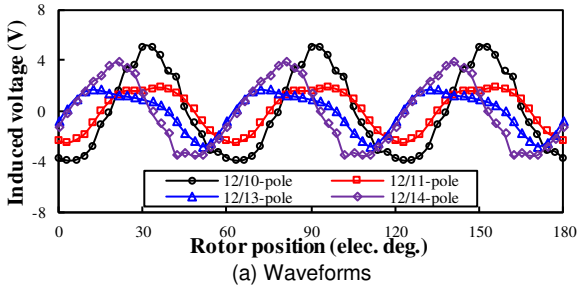 Induced voltage (V)
8
4
0
-4
-8
12/10-pole 12/11-pole
12/13-pole 12/14-pole
0 30 60 90 120 150 180
Rotor position (elec. deg.)
(a) Waveforms